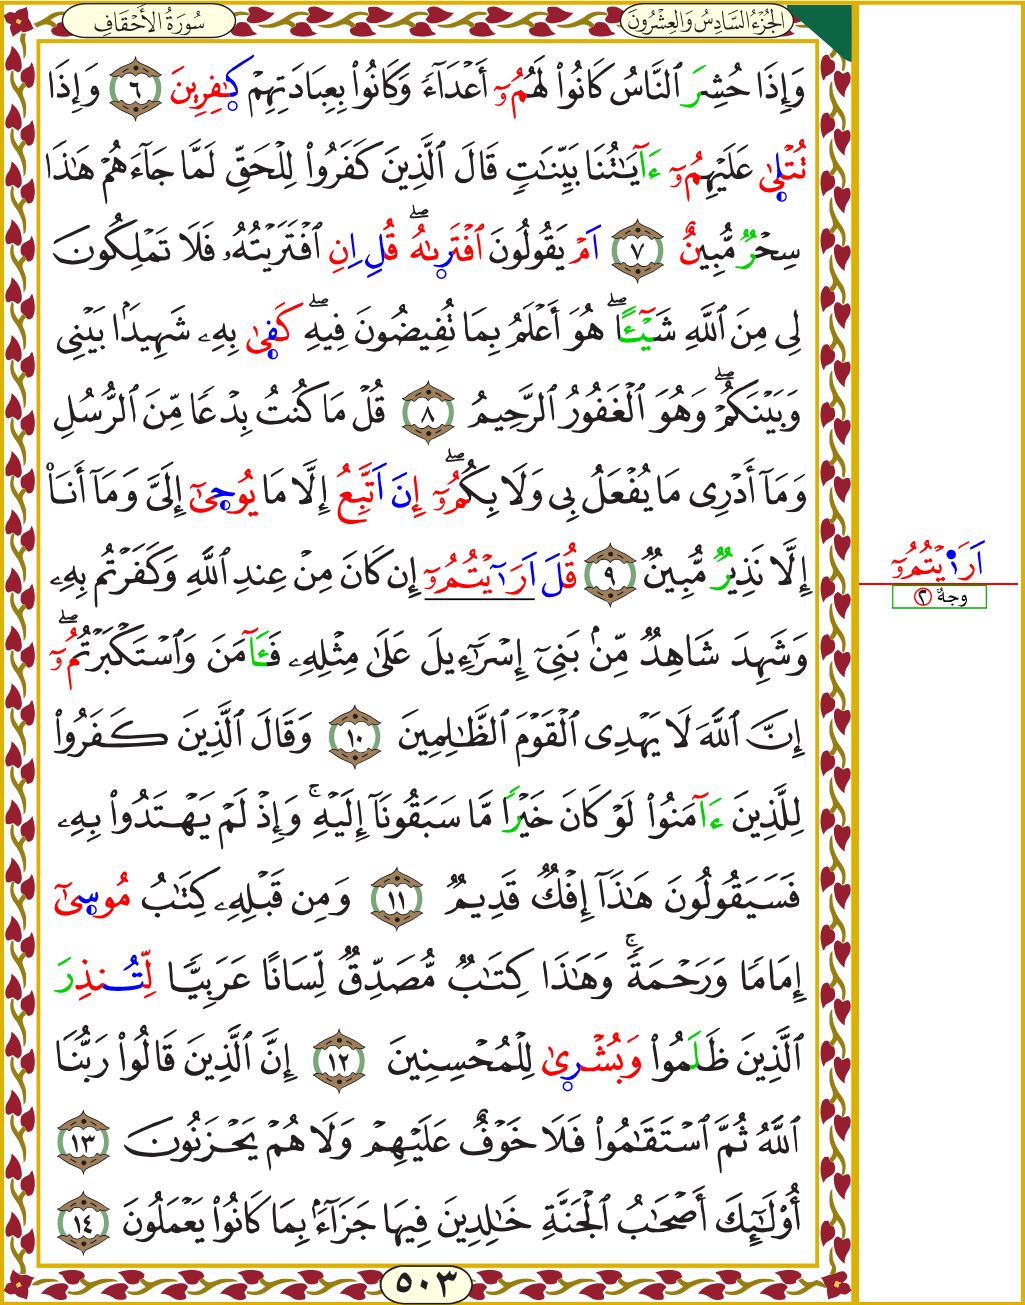 الجُزْءُ السَّادِسُ وَالعِشْرُونَ
سُورَةُ الأَحْقَافِ
وَإِذَا حُشِرَ ٱلنَّاسُ كَانُوا۟ لَهُمُۥٓ أَعْدَآءً وَكَانُوا۟ بِعِبَادَتِهِمْ كَٰفِرِينَ ٦ وَإِذَا
تُتْلَىٰ عَلَيْهِمُۥٓ ءَآيَٰتُنَا بَيِّنَٰتٍ قَالَ ٱلَّذِينَ كَفَرُوا۟ لِلْحَقِّ لَمَّا جَآءَهُمْ هَٰذَا
سِحْرٌ مُّبِينٌ ٧ اَمْ يَقُولُونَ ٱفْتَرَىٰهُ ۖ قُلِ اِنِ ٱفْتَرَيْتُهُۥ فَلَا تَمْلِكُونَ
لِى مِنَ ٱللَّهِ شَيْـًٔا ۖ هُوَ أَعْلَمُ بِمَا تُفِيضُونَ فِيهِ ۖ كَفَىٰ بِهِۦ شَهِيدًۢا بَيْنِى
وَبَيْنَكُمْ ۖ وَهُوَ ٱلْغَفُورُ ٱلرَّحِيمُ ٨ قُلْ مَا كُنتُ بِدْعًا مِّنَ ٱلرُّسُلِ
وَمَآ أَدْرِى مَا يُفْعَلُ بِى وَلَا بِكُمُۥٓ ۖ إِنَ اَتَّبِعُ إِلَّا مَا يُوحَىٰٓ إِلَىَّ وَمَآ أَنَا۠
إِلَّا نَذِيرٌ مُّبِينٌ ٩ قُلَ اَرَٰٓيْتُمُۥٓ إِن كَانَ مِنْ عِندِ ٱللَّهِ وَكَفَرْتُم بِهِۦ
وَشَهِدَ شَاهِدٌ مِّنۢ بَنِىٓ إِسْرَٰٓءِيلَ عَلَىٰ مِثْلِهِۦ فَـَٔآمَنَ وَٱسْتَكْبَرْتُمُۥٓ ۖ
إِنَّ ٱللَّهَ لَا يَهْدِى ٱلْقَوْمَ ٱلظَّٰلِمِينَ ١٠ وَقَالَ ٱلَّذِينَ كَفَرُوا۟
لِلَّذِينَ ءَآمَنُوا۟ لَوْ كَانَ خَيْرًا مَّا سَبَقُونَآ إِلَيْهِ ۚ وَإِذْ لَمْ يَهْتَدُوا۟ بِهِۦ
فَسَيَقُولُونَ هَٰذَآ إِفْكٌ قَدِيمٌ ١١ وَمِن قَبْلِهِۦ كِتَٰبُ مُوسَىٰٓ
إِمَامًا وَرَحْمَةً ۚ وَهَٰذَا كِتَٰبٌ مُّصَدِّقٌ لِّسَانًا عَرَبِيًّا لِّتُنذِرَ
ٱلَّذِينَ ظَلَمُوا۟ وَبُشْرَىٰ لِلْمُحْسِنِينَ ١٢ إِنَّ ٱلَّذِينَ قَالُوا۟ رَبُّنَا
ٱللَّهُ ثُمَّ ٱسْتَقَٰمُوا۟ فَلَا خَوْفٌ عَلَيْهِمْ وَلَا هُمْ يَحْزَنُونَ ١٣
أُو۟لَٰٓئِكَ أَصْحَٰبُ ٱلْجَنَّةِ خَٰلِدِينَ فِيهَا جَزَآءًۢ بِمَا كَانُوا۟ يَعْمَلُونَ ١٤
٥٠٣
اَرَ•يْتُمُۥٓ
وجهٌ ٢